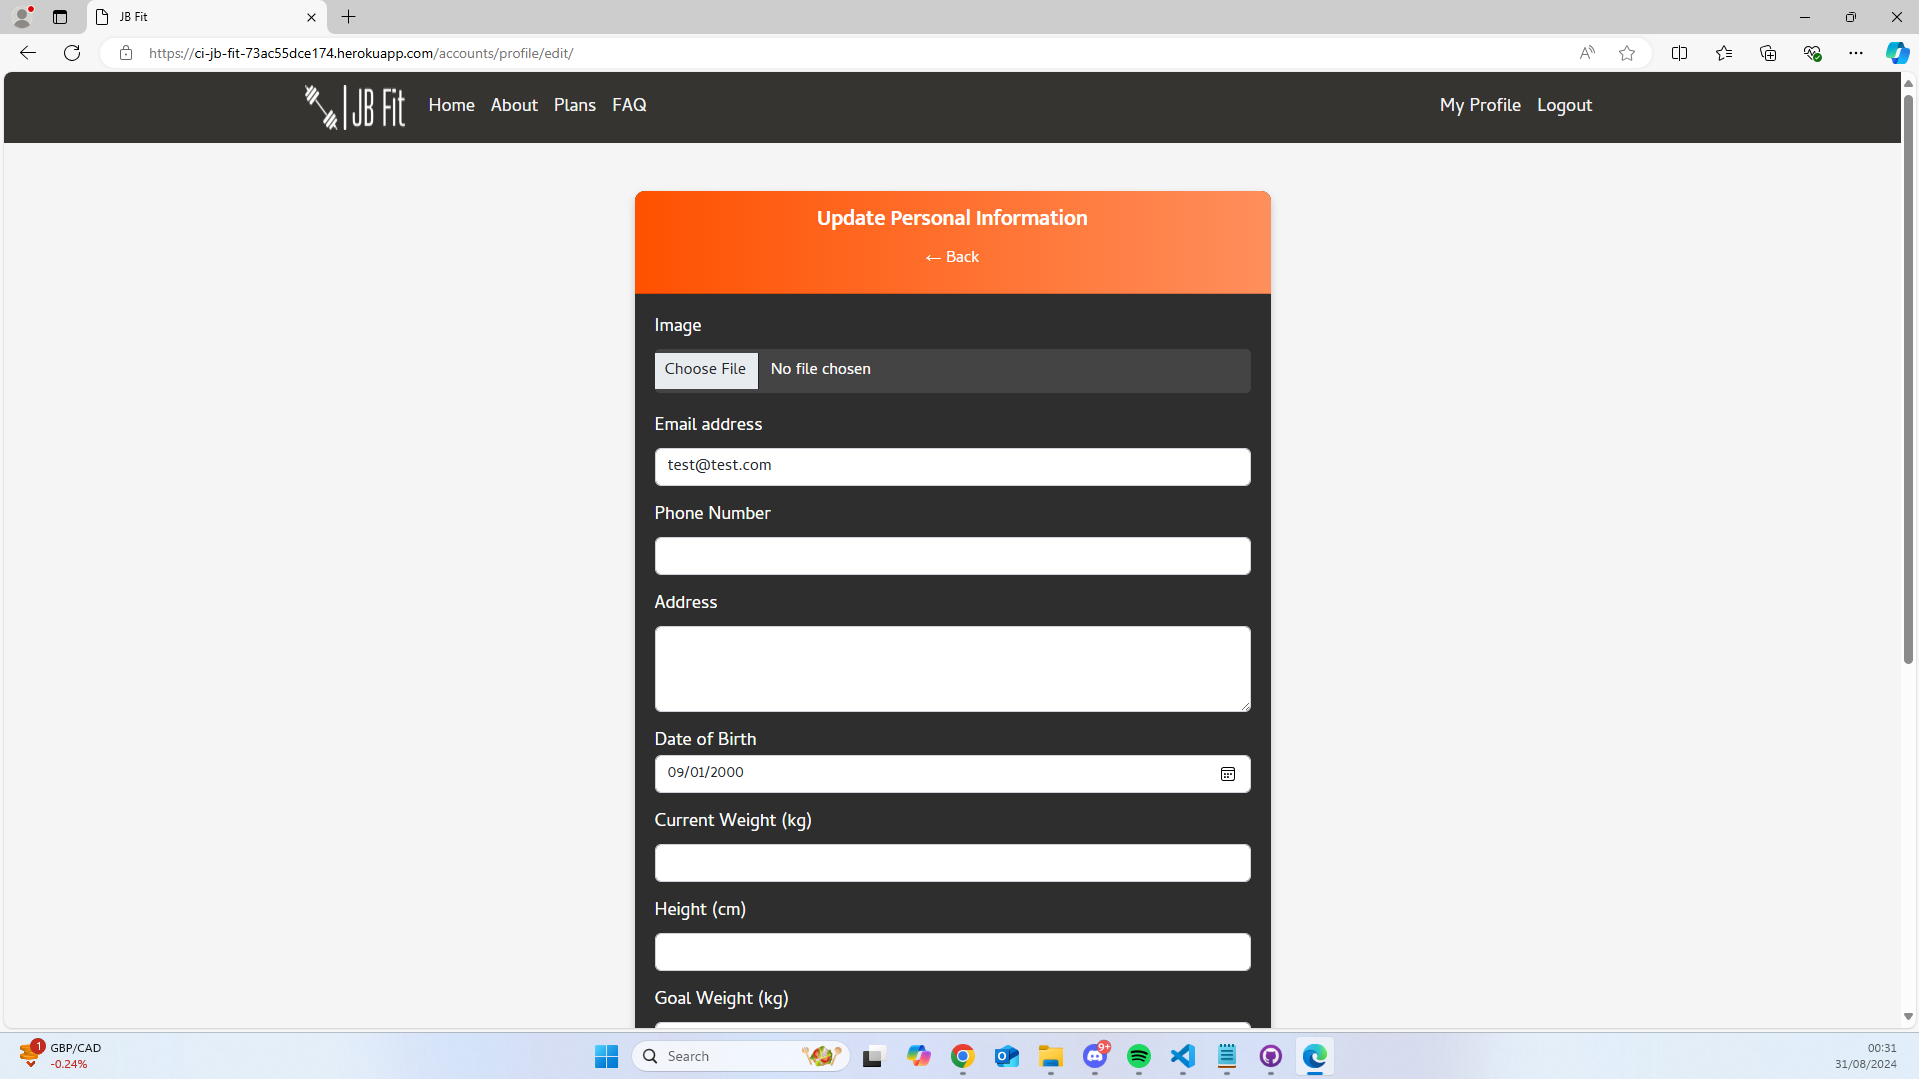 JB Fit
https://ci-jb-fit-73ac55dce174.herokuapp.com/accounts/profile/edit/
JB Fit
Home
About
Plans
FAQ
My Profile
Logout
Update Personal Information
← Back
Image
Choose File
No file chosen
Email address
test@test.com
Phone Number
Address
Date of Birth
09/01/2000
Current Weight (kg)
Height (cm)
Goal Weight (kg)
1
GBP/CAD
-0.24%
Search
9+
00:31
31/08/2024